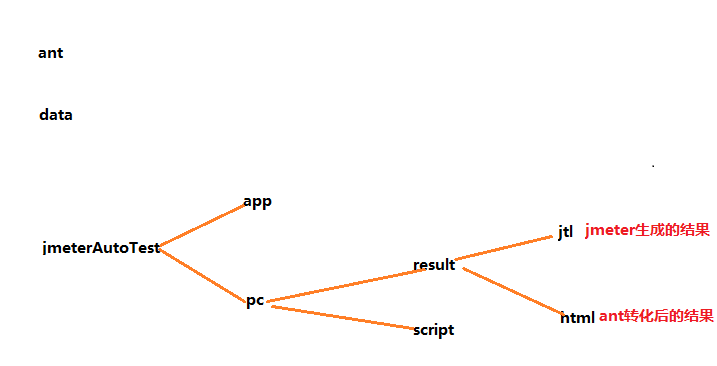 ant
data
app
jmeterAutoTest
jtl jmeter生成的结果
result
pc
html ant转化后的结果
script